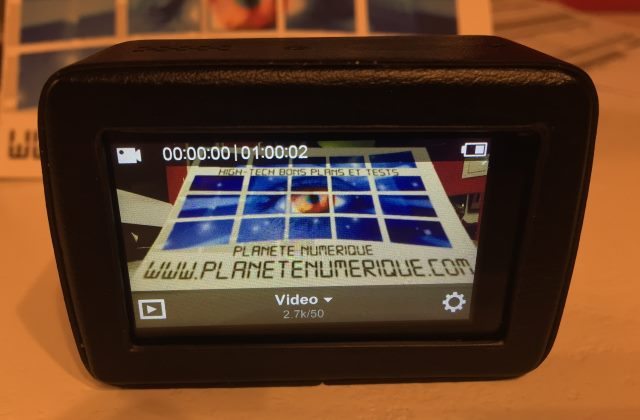 00:00:00|01:00:02
HIGH-TECH BONS PLANS ET TESTS
PLANETE NUMERIQUE
WWW.PLANETENUMERIQUE.COM
Video
2.7k/50